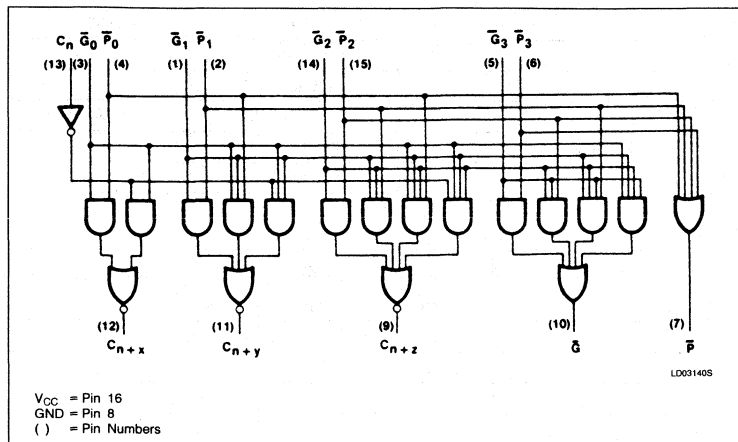 Cn G̅0 P̅0 G̅1 P̅1 G̅2 P̅2 G̅3 P̅3
(13) (3) (4) (1) (2) (14) (15) (5) (6)
(12) (11) (9) (10) (7)
Cn+x Cn+y Cn+z G̅ P̅
LD03140S
VCC = Pin 16
GND = Pin 8
( ) = Pin Numbers